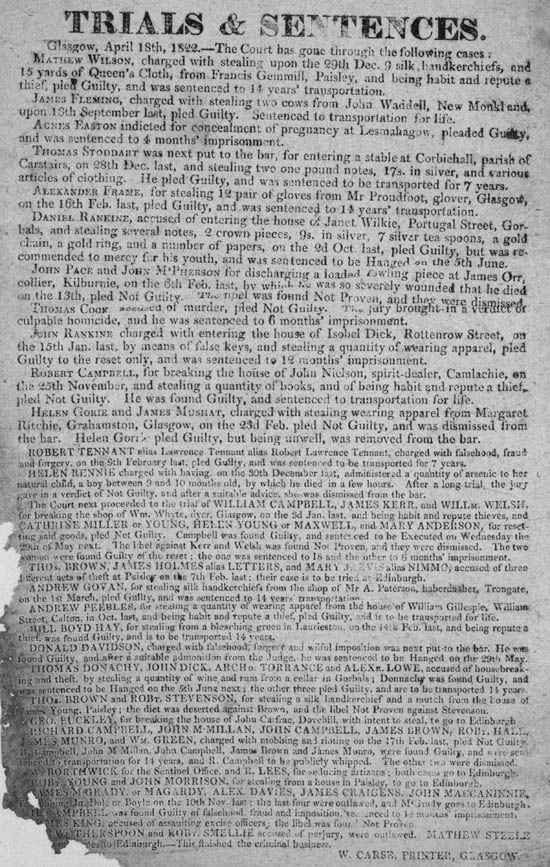 TRIALS & SENTENCES.
Glasgow, April 18th, 1822.—The Court has gone through the following cases:
MATHEW WILSON, charged with stealing upon the 29th Dec. 9 silk handkerchiefs, and
15 yards of Queen's Cloth, from Francis Gemmill, Paisley, and being habit and repute a
thief, pled Guilty, and was sentenced to 14 years' transportation.
JAMES FLEMING, charged with stealing two cows from John Waddell, New Monkland,
upon 15th September last, pled Guilty. Sentenced to transportation for life.
AGNES EASTON indicted for concealment of pregnancy at Lesmahagow, pleaded Guilty,
and was sentenced to 4 months' imprisonment.
THOMAS STODDART was next put to the bar, for entering a stable at Corbiehall, parish of
Carstairs, on 28th Dec. last, and stealing two one pound notes, 17s. in silver, and various
articles of clothing. He pled Guilty, and was sentenced to be transported for 7 years.
ALEXANDER FRAME, for stealing 12 pair of gloves from Mr Proudfoot, glover, Glasgow,
on the 16th Feb. last, pled Guilty, and was sentenced to 14 years' transportation.
DANIEL RANKINE, accused of entering the house of Janet Wilkie, Portugal Street, Gor-
bals, and stealing several notes, 2 crown pieces, 9s. in silver, 7 silver tea spoons, a gold
chain, a gold ring, and a number of papers, on the 2d Oct last, pled Guilty, but was re-
commended to mercy for his youth, and was sentenced to be Hanged on the 5th June.
JOHN PACE and JOHN M'PHERSON for discharging a loaded fowling piece at James Orr,
collier, Kilburnie, on the 6th Feb. last, by which he was so severely wounded that he died
on the 13th, pled Not Guilty. The libel was found Not Proven, and they were dismissed.
THOMAS COOK accused of murder, pled Not Guilty. The jury brought in a verdict of
culpable homicide, and he was sentenced to 6 months' imprisonment.
JOHN RANKINE charged with entering the house of Isobel Dick, Rottenrow Street, on
the 15th Jan. last, by means of false keys, and stealing a quantity of wearing apparel, pled
Guilty to the reset only, and was sentenced to 12 months' imprisonment.
ROBERT CAMPBELL, for breaking the house of John Nielson, spirit-dealer, Camlachie, on
the 25th November, and stealing a quantity of books, and of being habit and repute a thief,
pled Not Guilty. He was found Guilty, and sentenced to transportation for life.
HELEN GORIE and JAMES MUSHAT, charged with stealing wearing apparel from Margaret
Ritchie, Grahamston, Glasgow, on the 23d Feb. pled Not Guilty, and was dismissed from
the bar. Helen Gorie pled Guilty, but being unwell, was removed from the bar.
ROBERT TENNANT alias Lawrence Tennant alias Robert Lawrence Tennant, charged with falsehood, fraud
and forgery, on the 9th February last, pled Guilty, and was sentenced to be transported for 7 years.
HELEN RENNIE charged with having, on the 30th December last, administered a quantity of arsenic to her
natural child, a boy between 9 and 10 months old, by which he died in a few hours. After a long trial, the jury
gave in a verdict of Not Guilty, and after a suitable advice, she was dismissed from the bar.
The Court next proceeded to the trial of WILLIAM CAMPBELL, JAMES KERR, and WILLM. WELSH,
for breaking the shop of Wm. Whyte, dyer, Glasgow, on the 3d Jan. last, and being habit and repute thieves, and
CATHRINE MILLER or YOUNG, HELEN YOUNG or MAXWELL, and MARY ANDERSON, for reset-
ting said goods, pled Not Guilty. Campbell was found Guilty, and sentenced to be Executed on Wednesday the
29th of May next. The libel against Kerr and Welsh was found Not Proven, and they were dismissed. The two
women were found Guilty of the reset; the one was sentenced to 18 and the other to 6 months' imprisonment.
THOS. BROWN, JAMES HOLMES alias LETTERS, and MARY JERVIS alias NIMMO, accused of three
different acts of theft at Paisley on the 7th Feb. last; their case is to be tried at Edinburgh.
ANDREW GOVAN, for stealing silk handkerchiefs from the shop of Mr A. Paterson, haberdasher, Trongate,
on the 1st March, pled Guilty, and was sentenced to 14 years' transportation.
ANDREW PEEBLES, for stealing a quantity of wearing apparel from the house of William Gillespie, William
Street, Calton, in Oct. last, and being habit and repute a thief, pled Guilty, and is to be transported for life.
HILL BOYD HAY, for stealing of a bleaching green in Laurieston, on the 14th Feb. last, and being repute a
thief, was found Guilty, and is to be transported 14 years.
DONALD DAVIDSON, charged with falsehood, forgery and wilful imposition was next put to the bar. He was
found Guilty, and after a suitable admonition from the Judge, he was sentenced to be Hanged on the 29th May.
THOMAS DONACHY, JOHN DICK, ARCHD. TORRANCE and ALEXR. LOWE, accused of housebreak-
ing and theft, by stealing a quantity of wine and rum from a cellar in Gorbals; Donnachy was found Guilty, and
was sentenced to be Hanged on the 5th June next; the other three pled Guilty, and are to be transported 14 years.
THOS. BROWN and ROBT. STEVENSON, for stealing a silk handkerchief and a mutch from the house of
James Young, Paisley; the diet was deserted against Brown, and the libel Not Proven against Stevenson.
GEO. BUCKLEY, for breaking the house of John Carfrae, Dovehill, with intent to steal, to go to Edinburgh
RICHARD CAMPBELL, JOHN M'MILLAN, JOHN CAMPBELL, JAMES BROWN, ROBT. HALL,
JAMES MUNRO, and WM. GREEN, charged with mobbing and rioting on the 17th Feb. last, pled Not Guilty.
R. Campbell, John M'Millan, John Campbell, James Brown and James Munro, were found Guilty, and were sen-
tenced to transportation for 14 years, and R. Campbell to be publicly whipped. The other two were dismissed.
W. BORTHWICK for the Sentinel Office, and R. LEES, for seducing artizans; both cases go to Edinburgh.
YOUNG and JOHN MORRISON, for stealing from a house in Paisley, to go to Edinburgh.
M'GRADY or MAGARDY, ALEX. DAVIES, JAMES CRAIGENS, JOHN MACCANINNIE,
or Boyle on the 10th Nov. last; the last four were outlawed, and M'Grady goes to Edinburgh.
CAMPBELL was found Guilty of falsehood, fraud and imposition, sentenced to 18 months' imprisonment.
KING, accused of assaulting excise officers; the libel was found Not Proven.
WOTHERSPOON and ROBT. SMELLIE accused of perjury, were outlawed. MATHEW STEELE
goes to Edinburgh.—This finished the criminal business.
W. CARSE, PRINTER, GLASGOW.